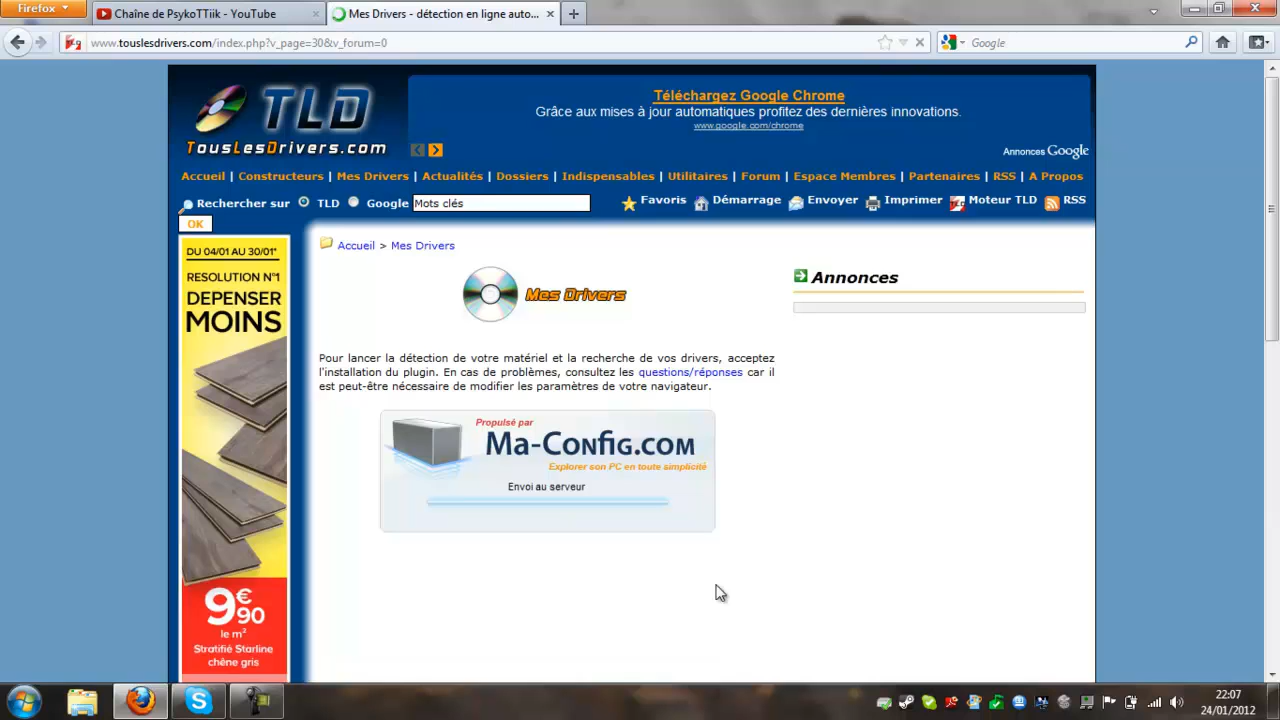 Firefox
Chaîne de PsykoTTiik - YouTube
Mes Drivers - détection en ligne auto...
www.touslesdrivers.com/index.php?v_page=30&v_forum=0
Google
TLD
TousLesDrivers.com
Téléchargez Google Chrome
Grâce aux mises à jour automatiques profitez des dernières innovations.
www.google.com/chrome
Annonces Google
Accueil | Constructeurs | Mes Drivers | Actualités | Dossiers | Indispensables | Utilitaires | Forum | Espace Membres | Partenaires | RSS | A Propos
Rechercher sur TLD Google Mots clés Favoris Démarrage Envoyer Imprimer Moteur TLD RSS
OK
DU 04/01 AU 30/01*
RESOLUTION N°1
DEPENSER
MOINS
9€90
le m²
Stratifié Starline
chêne gris
Accueil > Mes Drivers
Mes Drivers
Annonces
Pour lancer la détection de votre matériel et la recherche de vos drivers, acceptez
l'installation du plugin. En cas de problèmes, consultez les questions/réponses car il
est peut-être nécessaire de modifier les paramètres de votre navigateur.
Propulsé par
Ma-Config.com
Explorer son PC en toute simplicité
Envoi au serveur
22:07
24/01/2012